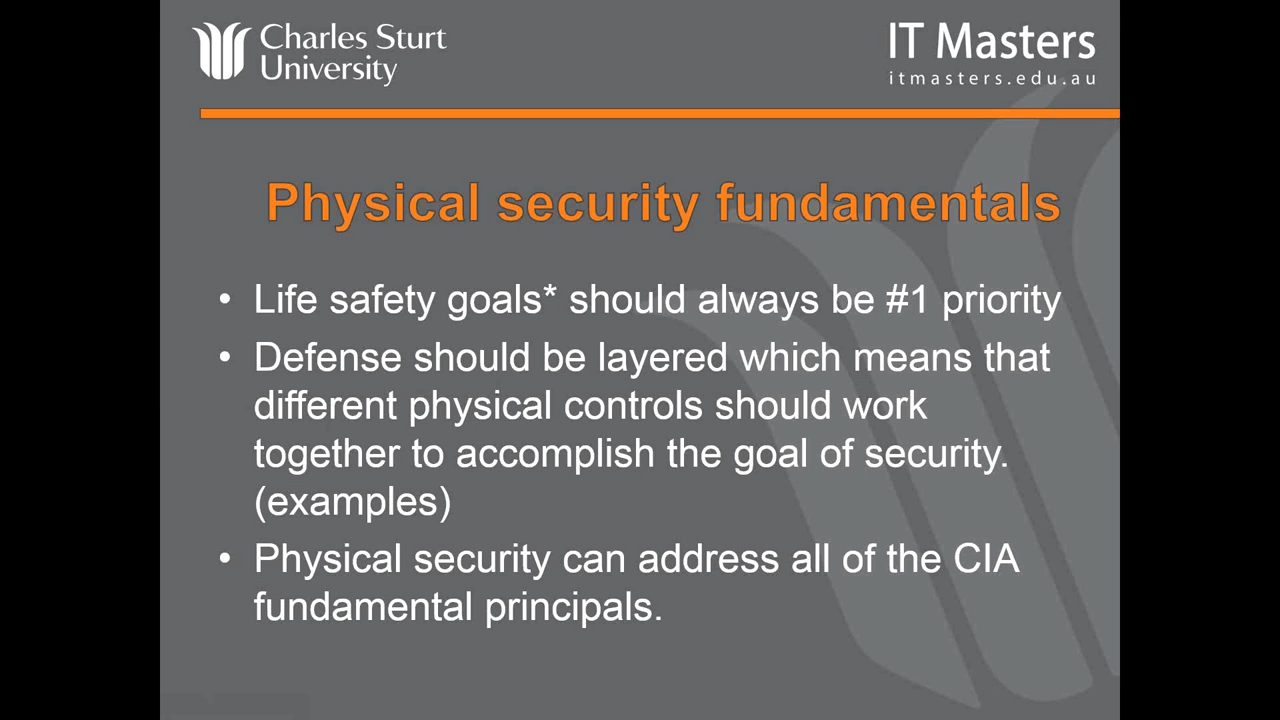 Charles Sturt
University
IT Masters
itmasters.edu.au
Physical security fundamentals
• Life safety goals* should always be #1 priority
• Defense should be layered which means that
different physical controls should work
together to accomplish the goal of security.
(examples)
• Physical security can address all of the CIA
fundamental principals.